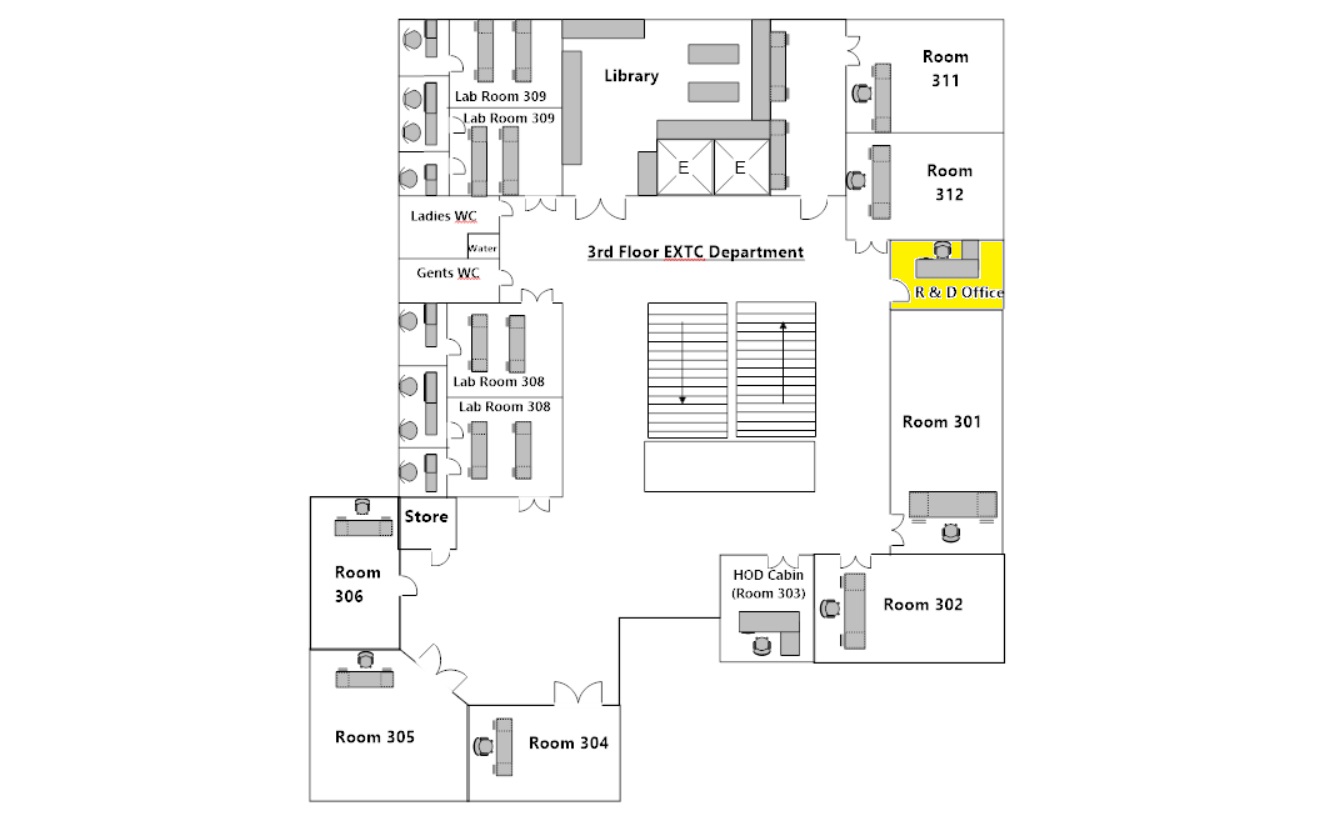 Room
311
Library
Lab Room 309
Lab Room 309
E
E
Room
312
Ladies WC
Water
3rd Floor EXTC Department
Gents WC
R & D Office
Lab Room 308
Lab Room 308
Room 301
Store
Room
306
HOD Cabin
(Room 303)
Room 302
Room 305
Room 304